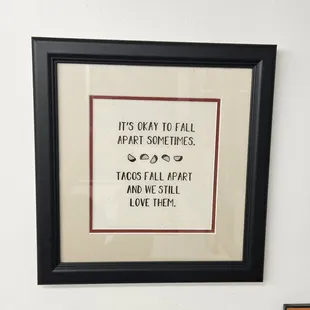 IT'S OKAY TO FALL
APART SOMETIMES.
TACOS FALL APART
AND WE STILL
LOVE THEM.